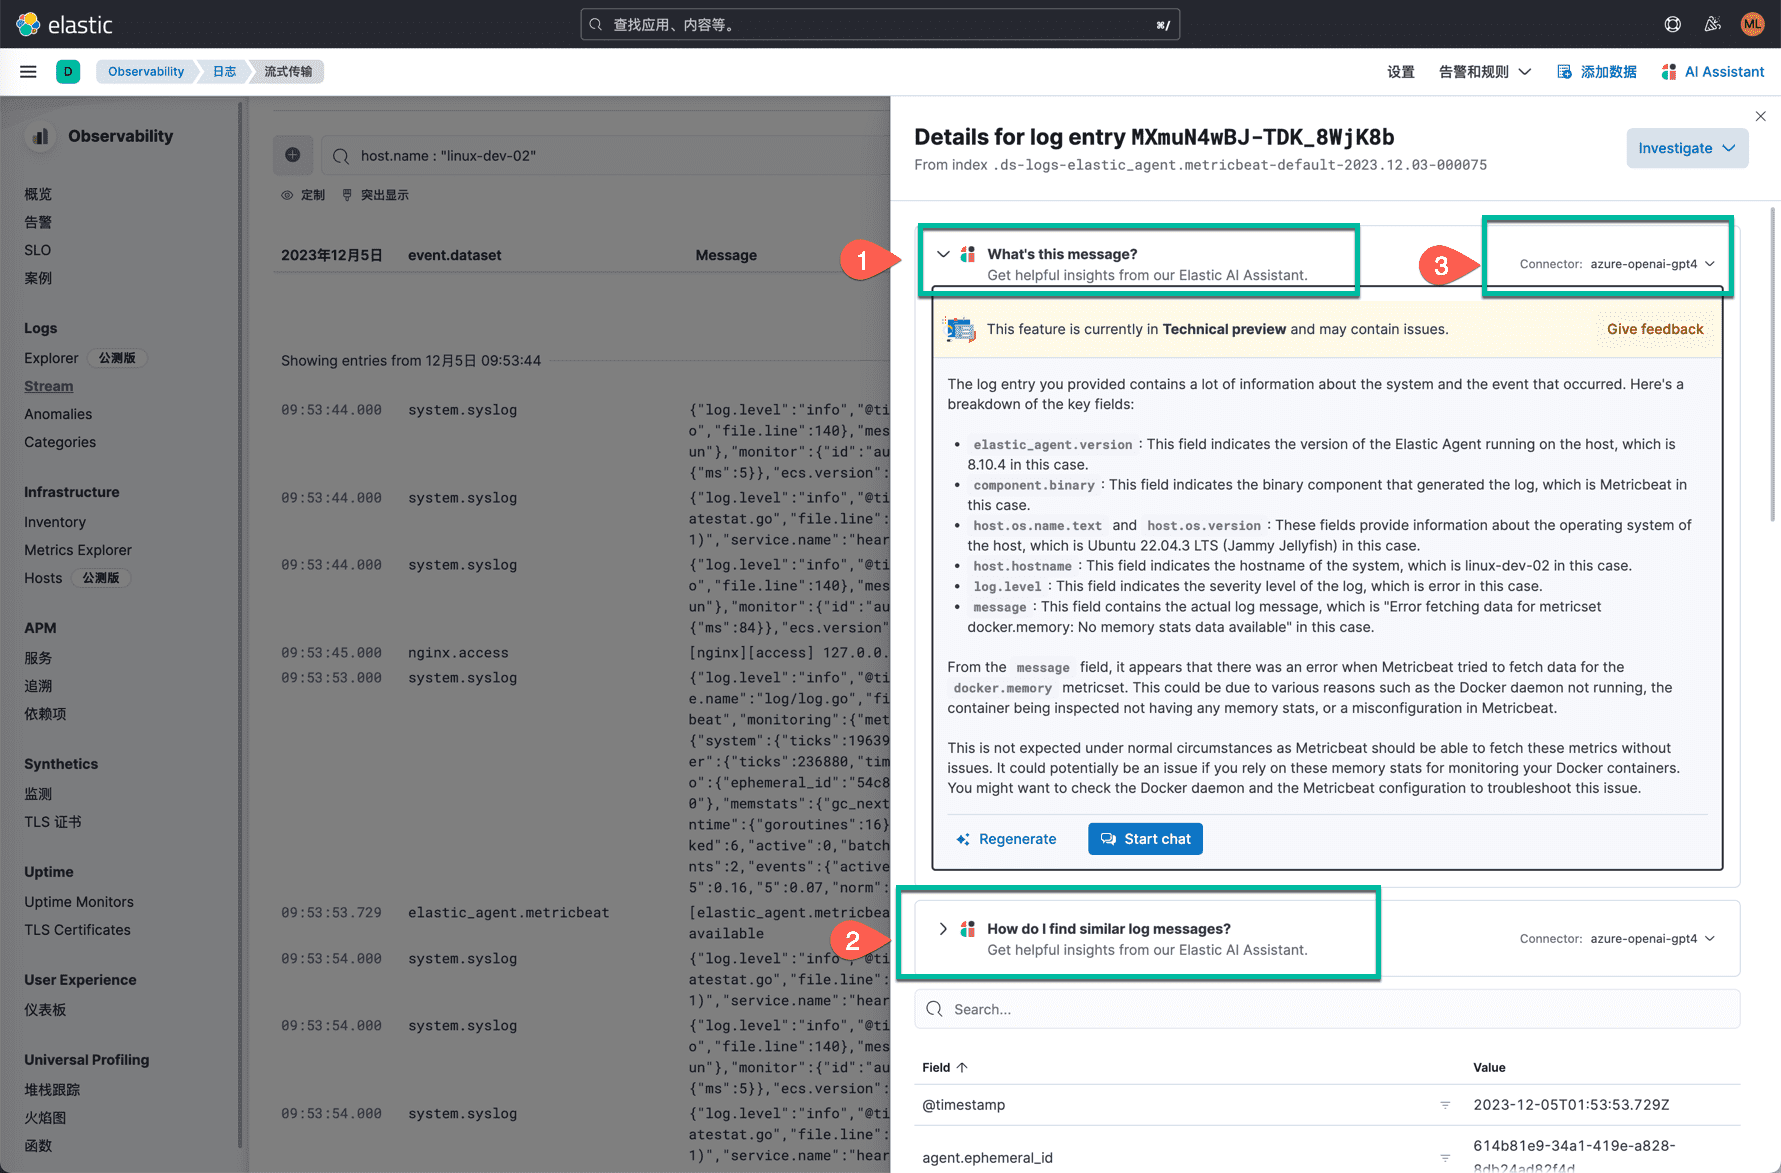 elastic
查找应用、内容等。
⌘/
ML
D
Observability
日志
流式传输
设置
告警和规则
添加数据
AI Assistant
Observability
概览
告警
SLO
案例
Logs
Explorer 公测版
Stream
Anomalies
Categories
Infrastructure
Inventory
Metrics Explorer
Hosts 公测版
APM
服务
追溯
依赖项
Synthetics
监测
TLS 证书
Uptime
Uptime Monitors
TLS Certificates
User Experience
仪表板
Universal Profiling
堆栈跟踪
火焰图
函数
host.name : "linux-dev-02"
定制 突出显示
2023年12月5日 event.dataset Message
Showing entries from 12月5日 09:53:44
09:53:44.000 system.syslog {"log.level":"info","@ti
o","file.line":140},"mes
un"},"monitor":{"id":"au
{"ms":5}},"ecs.version"
09:53:44.000 system.syslog {"log.level":"info","@ti
atestat.go","file.line":
1)","service.name":"hear
09:53:44.000 system.syslog {"log.level":"info","@ti
o","file.line":140},"mes
un"},"monitor":{"id":"au
{"ms":84}},"ecs.version"
09:53:45.000 nginx.access [nginx][access] 127.0.0.
09:53:53.000 system.syslog {"log.level":"info","@ti
e.name":"log/log.go","fi
beat","monitoring":{"met
{"system":{"ticks":19639
er":{"ticks":236880,"tim
o":{"ephemeral_id":"54c8
0"},"memstats":{"gc_next
ntime":{"goroutines":16}
ked":6,"active":0,"batch
nts":2,"events":{"active
5":0.16,"5":0.07,"norm":
09:53:53.729 elastic_agent.metricbeat [elastic_agent.metricbea
available
09:53:54.000 system.syslog {"log.level":"info","@ti
atestat.go","file.line":
1)","service.name":"hear
09:53:54.000 system.syslog {"log.level":"info","@ti
o","file.line":140},"mes
un"},"monitor":{"id":"au
{"ms":5}},"ecs.version"
09:53:54.000 system.syslog {"log.level":"info","@ti
atestat.go","file.line":
1)","service.name":"hear
Details for log entry MXmuN4wBJ-TDK_8WjK8b
From index .ds-logs-elastic_agent.metricbeat-default-2023.12.03-000075
Investigate
1
What's this message?
Get helpful insights from our Elastic AI Assistant.
3
Connector: azure-openai-gpt4
This feature is currently in Technical preview and may contain issues.
Give feedback
The log entry you provided contains a lot of information about the system and the event that occurred. Here's a
breakdown of the key fields:
• elastic_agent.version : This field indicates the version of the Elastic Agent running on the host, which is
8.10.4 in this case.
• component.binary : This field indicates the binary component that generated the log, which is Metricbeat in
this case.
• host.os.name.text and host.os.version : These fields provide information about the operating system of
the host, which is Ubuntu 22.04.3 LTS (Jammy Jellyfish) in this case.
• host.hostname : This field indicates the hostname of the system, which is linux-dev-02 in this case.
• log.level : This field indicates the severity level of the log, which is error in this case.
• message : This field contains the actual log message, which is "Error fetching data for metricset
docker.memory: No memory stats data available" in this case.
From the message field, it appears that there was an error when Metricbeat tried to fetch data for the
docker.memory metricset. This could be due to various reasons such as the Docker daemon not running, the
container being inspected not having any memory stats, or a misconfiguration in Metricbeat.
This is not expected under normal circumstances as Metricbeat should be able to fetch these metrics without
issues. It could potentially be an issue if you rely on these memory stats for monitoring your Docker containers.
You might want to check the Docker daemon and the Metricbeat configuration to troubleshoot this issue.
Regenerate
Start chat
2
How do I find similar log messages?
Get helpful insights from our Elastic AI Assistant.
Connector: azure-openai-gpt4
Search...
Field ↑ Value
@timestamp 2023-12-05T01:53:53.729Z
agent.ephemeral_id 614b81e9-34a1-419e-a828-
8db24ad82f4d